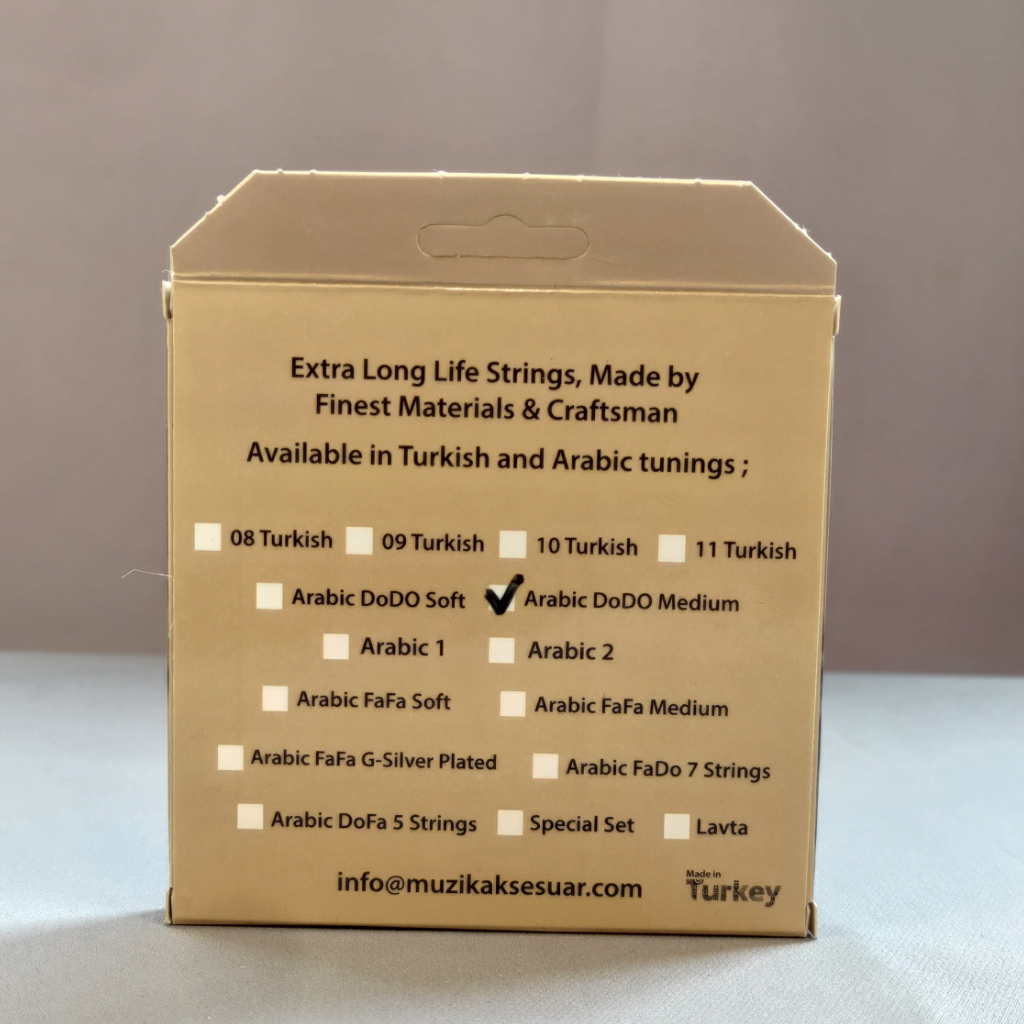 Extra Long Life Strings, Made by
Finest Materials & Craftsman
Available in Turkish and Arabic tunings ;
08 Turkish 09 Turkish 10 Turkish 11 Turkish
Arabic DoDO Soft Arabic DoDO Medium
Arabic 1 Arabic 2
Arabic FaFa Soft Arabic FaFa Medium
Arabic FaFa G-Silver Plated Arabic FaDo 7 Strings
Arabic DoFa 5 Strings Special Set Lavta
info@muzikaksesuar.com
Made in
Turkey